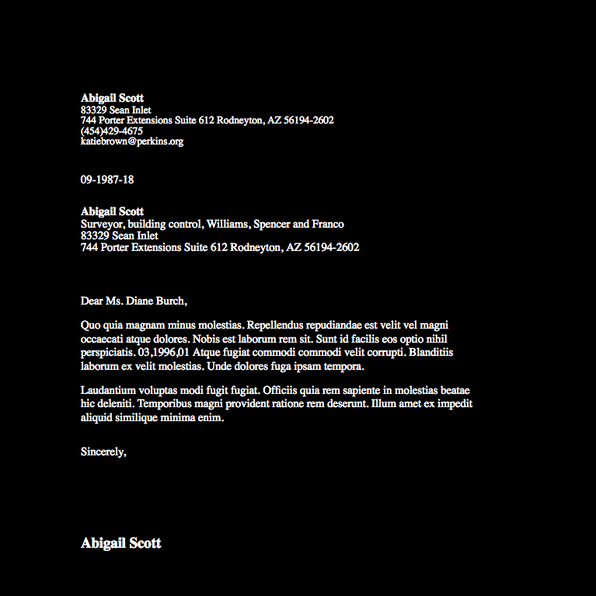 Abigail Scott
83329 Sean Inlet
744 Porter Extensions Suite 612 Rodneyton, AZ 56194-2602
(454)429-4675
katiebrown@perkins.org
09-1987-18
Abigail Scott
Surveyor, building control, Williams, Spencer and Franco
83329 Sean Inlet
744 Porter Extensions Suite 612 Rodneyton, AZ 56194-2602
Dear Ms. Diane Burch,
Quo quia magnam minus molestias. Repellendus repudiandae est velit vel magni
occaecati atque dolores. Nobis est laborum rem sit. Sunt id facilis eos optio nihil
perspiciatis. 03,1996,01 Atque fugiat commodi commodi velit corrupti. Blanditiis
laborum ex velit molestias. Unde dolores fuga ipsam tempora.
Laudantium voluptas modi fugit fugiat. Officiis quia rem sapiente in molestias beatae
hic deleniti. Temporibus magni provident ratione rem deserunt. Illum amet ex impedit
aliquid similique minima enim.
Sincerely,
Abigail Scott